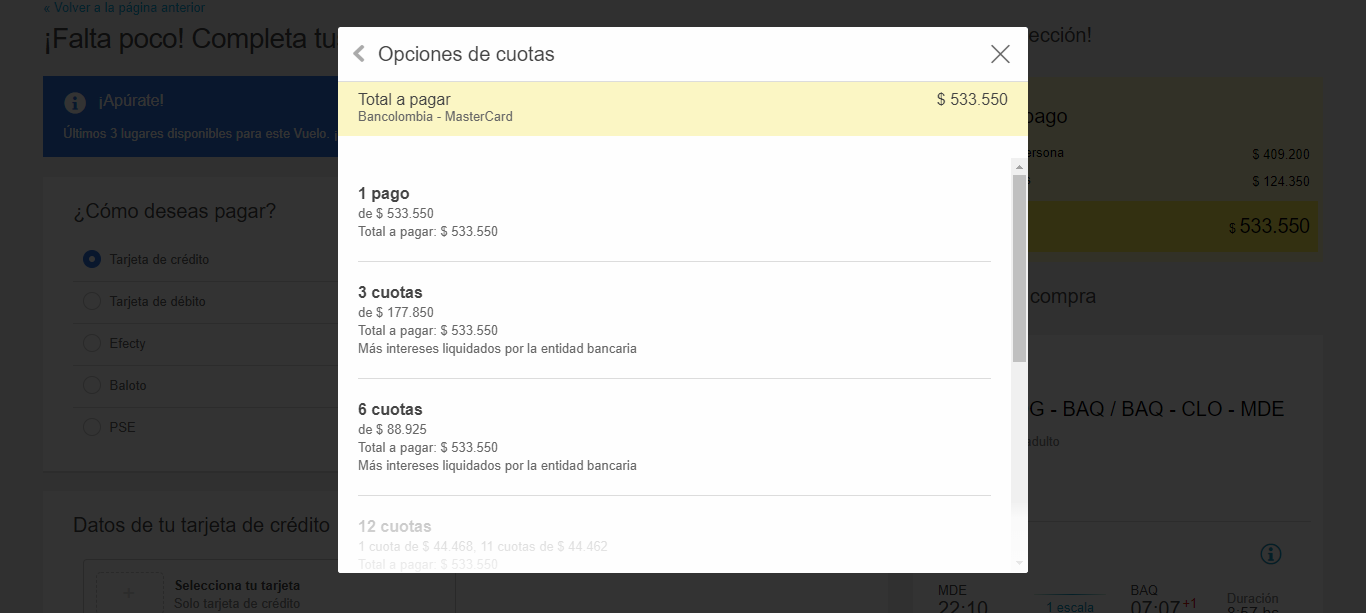 « Volver a la página anterior
¡Falta poco! Completa tu
¡Apúrate!
Últimos 3 lugares disponibles para este Vuelo.
¿Cómo deseas pagar?
Tarjeta de crédito
Tarjeta de débito
Efecty
Baloto
PSE
Datos de tu tarjeta de crédito
Selecciona tu tarjeta
Solo tarjeta de crédito
Opciones de cuotas
Total a pagar $ 533.550
Bancolombia - MasterCard
1 pago
de $ 533.550
Total a pagar: $ 533.550
3 cuotas
de $ 177.850
Total a pagar: $ 533.550
Más intereses liquidados por la entidad bancaria
6 cuotas
de $ 88.925
Total a pagar: $ 533.550
Más intereses liquidados por la entidad bancaria
12 cuotas
1 cuota de $ 44.468, 11 cuotas de $ 44.462
Total a pagar: $ 533.550
ección!
pago
ersona $ 409.200
s $ 124.350
$ 533.550
compra
G - BAQ / BAQ - CLO - MDE
adulto
MDE BAQ Duración
22:10 1 escala 07:07 +1 8:57 hs